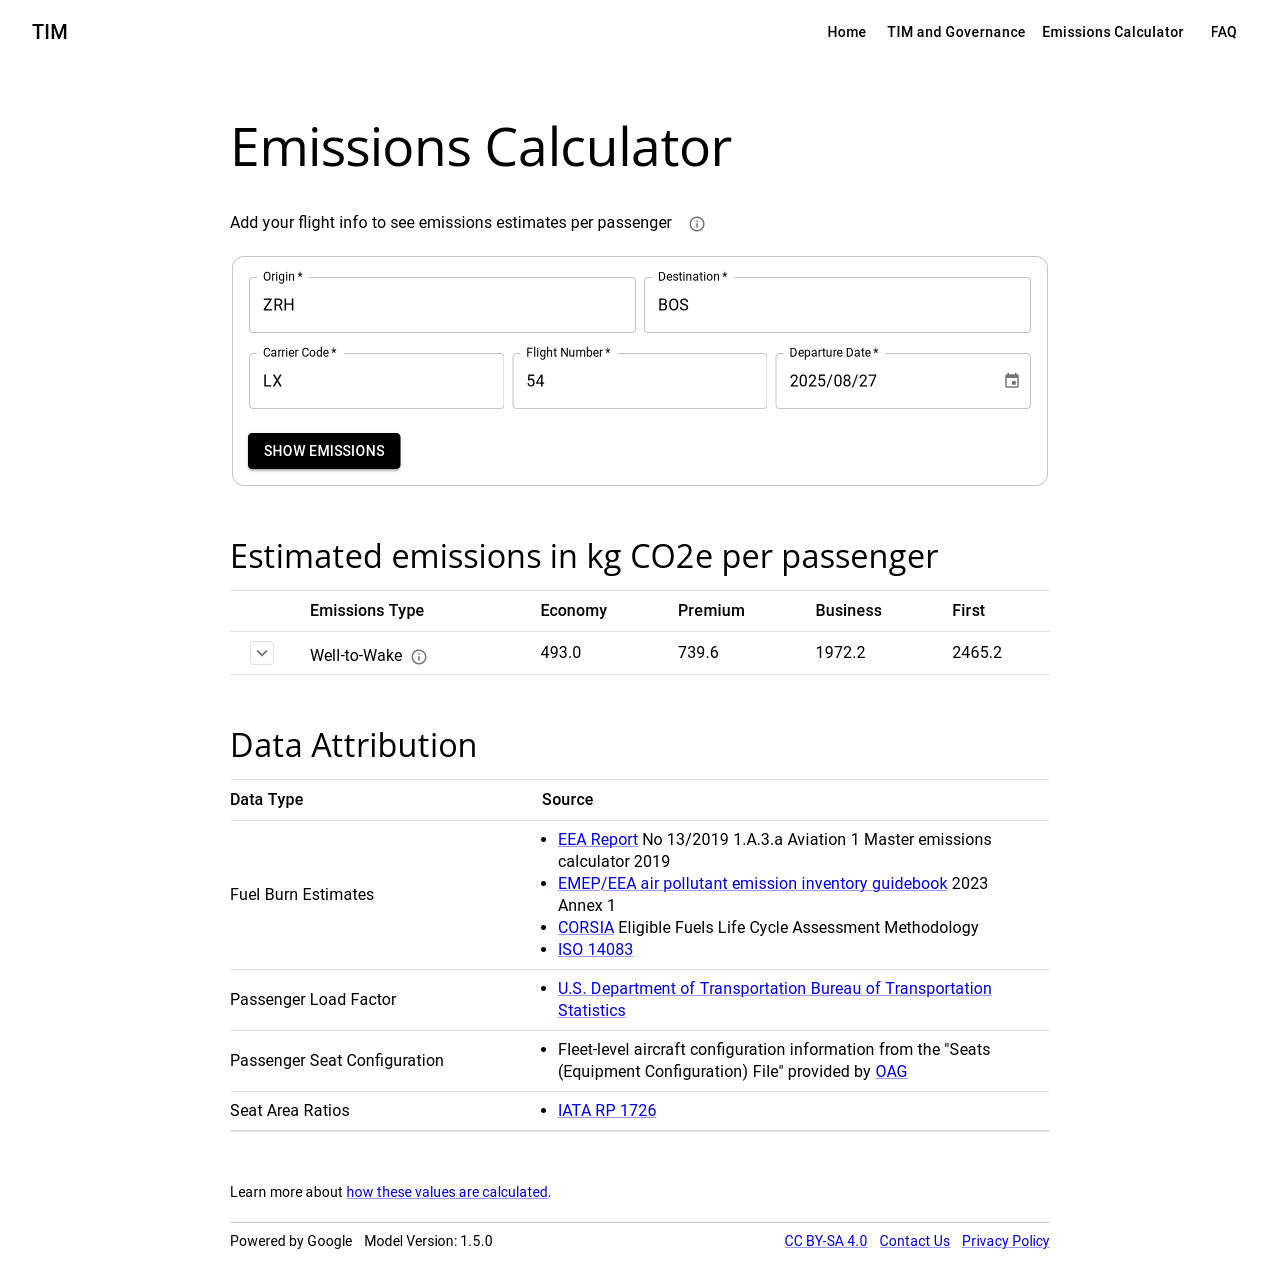 TIM
Home TIM and Governance Emissions Calculator FAQ
Emissions Calculator
Add your flight info to see emissions estimates per passenger
Origin * Destination *
ZRH BOS
Carrier Code * Flight Number * Departure Date *
LX 54 2025/08/27
SHOW EMISSIONS
Estimated emissions in kg CO2e per passenger
Emissions Type Economy Premium Business First
Well-to-Wake 493.0 739.6 1972.2 2465.2
Data Attribution
Data Type Source
Fuel Burn Estimates
EEA Report No 13/2019 1.A.3.a Aviation 1 Master emissions
calculator 2019
EMEP/EEA air pollutant emission inventory guidebook 2023
Annex 1
CORSIA Eligible Fuels Life Cycle Assessment Methodology
ISO 14083
Passenger Load Factor
U.S. Department of Transportation Bureau of Transportation
Statistics
Passenger Seat Configuration
Fleet-level aircraft configuration information from the "Seats
(Equipment Configuration) File" provided by OAG
Seat Area Ratios
IATA RP 1726
Learn more about how these values are calculated.
Powered by Google Model Version: 1.5.0 CC BY-SA 4.0 Contact Us Privacy Policy